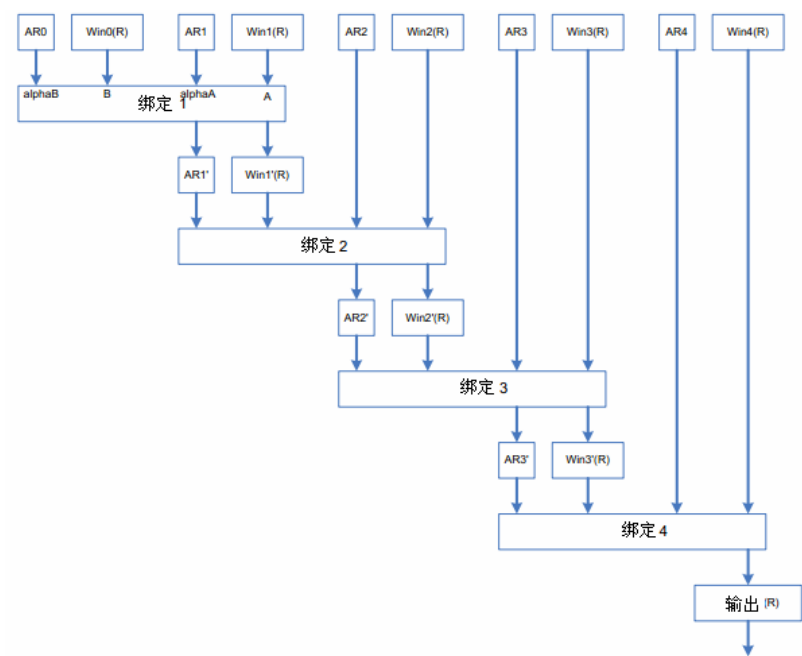 AR0 Win0(R) AR1 Win1(R) AR2 Win2(R) AR3 Win3(R) AR4 Win4(R)
alphaB B alphaA A
绑定 1
AR1' Win1'(R)
绑定 2
AR2' Win2'(R)
绑定 3
AR3' Win3'(R)
绑定 4
输出 (R)